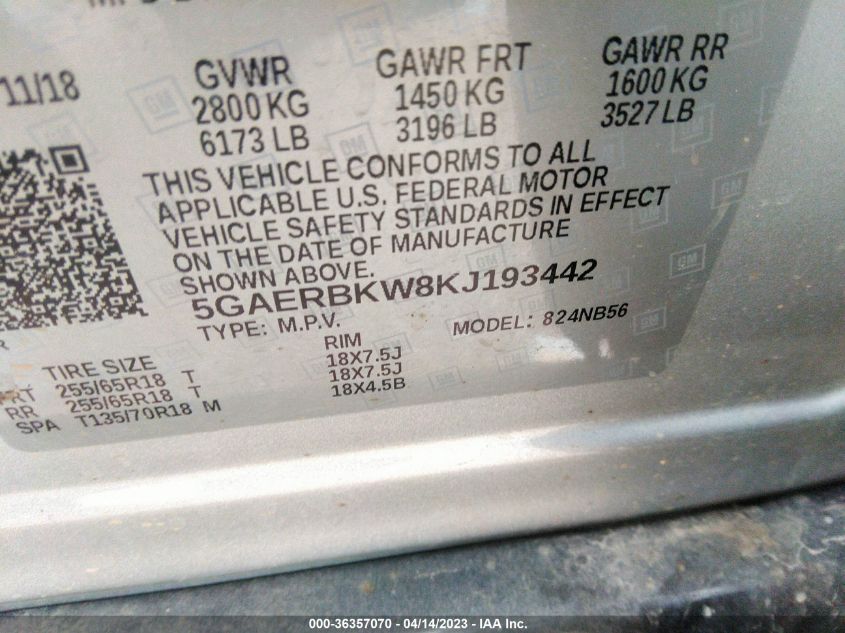 11/18
GVWR
2800 KG
6173 LB
GAWR FRT
1450 KG
3196 LB
GAWR RR
1600 KG
3527 LB
THIS VEHICLE CONFORMS TO ALL
APPLICABLE U.S. FEDERAL MOTOR
VEHICLE SAFETY STANDARDS IN EFFECT
ON THE DATE OF MANUFACTURE
SHOWN ABOVE.
5GAERBKW8KJ193442
TYPE: M.P.V. MODEL: 824NB56
TIRE SIZE RIM
FRT 255/65R18 T 18X7.5J
RR 255/65R18 T 18X7.5J
SPA T135/70R18 M 18X4.5B
GM
000-36357070 • 04/14/2023 • IAA Inc.